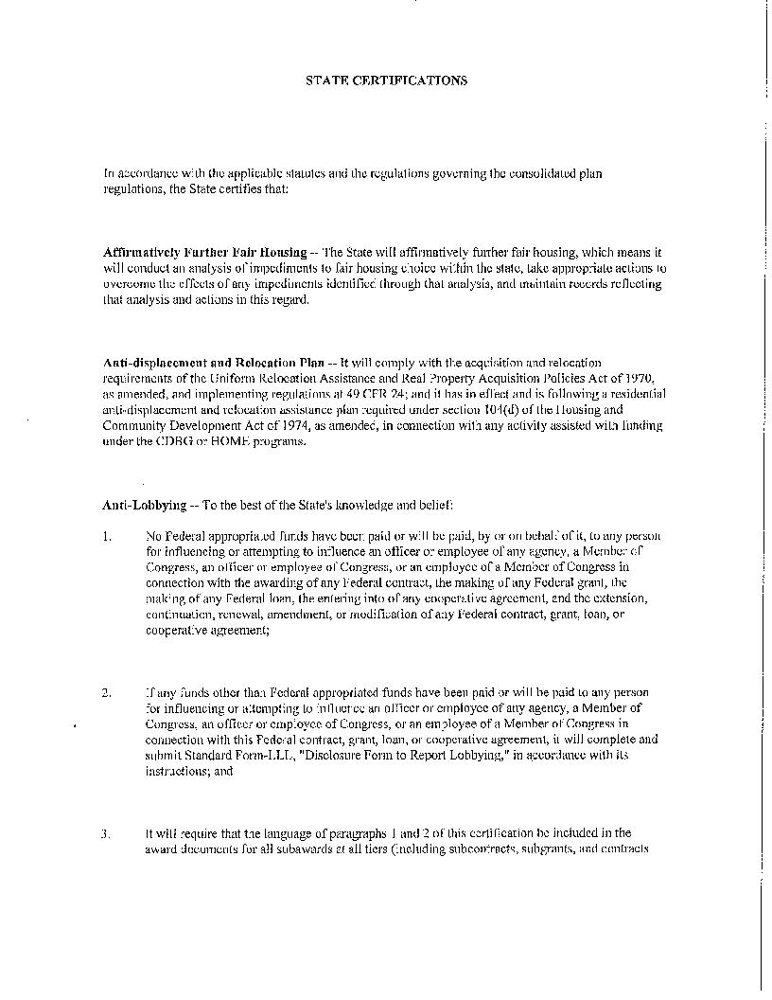 STATE CERTIFICATIONS
In accordance with the applicable statutes and the regulations governing the consolidated plan
regulations, the State certifies that:
Affirmatively Further Fair Housing -- The State will affirmatively further fair housing, which means it
will conduct an analysis of impediments to fair housing choice within the state, take appropriate actions to
overcome the effects of any impediments identified through that analysis, and maintain records reflecting
that analysis and actions in this regard.
Anti-displacement and Relocation Plan -- It will comply with the acquisition and relocation
requirements of the Uniform Relocation Assistance and Real Property Acquisition Policies Act of 1970,
as amended, and implementing regulations at 49 CFR 24; and it has in effect and is following a residential
anti-displacement and relocation assistance plan required under section 104(d) of the Housing and
Community Development Act of 1974, as amended, in connection with any activity assisted with funding
under the CDBG or HOME programs.
Anti-Lobbying -- To the best of the State's knowledge and belief:
1. No Federal appropriated funds have been paid or will be paid, by or on behalf of it, to any person
for influencing or attempting to influence an officer or employee of any agency, a Member of
Congress, an officer or employee of Congress, or an employee of a Member of Congress in
connection with the awarding of any Federal contract, the making of any Federal grant, the
making of any Federal loan, the entering into of any cooperative agreement, and the extension,
continuation, renewal, amendment, or modification of any Federal contract, grant, loan, or
cooperative agreement;
2. If any funds other than Federal appropriated funds have been paid or will be paid to any person
for influencing or attempting to influence an officer or employee of any agency, a Member of
Congress, an officer or employee of Congress, or an employee of a Member of Congress in
connection with this Federal contract, grant, loan, or cooperative agreement, it will complete and
submit Standard Form-LLL, "Disclosure Form to Report Lobbying," in accordance with its
instructions; and
3. It will require that the language of paragraphs 1 and 2 of this certification be included in the
award documents for all subawards at all tiers (including subcontracts, subgrants, and contracts